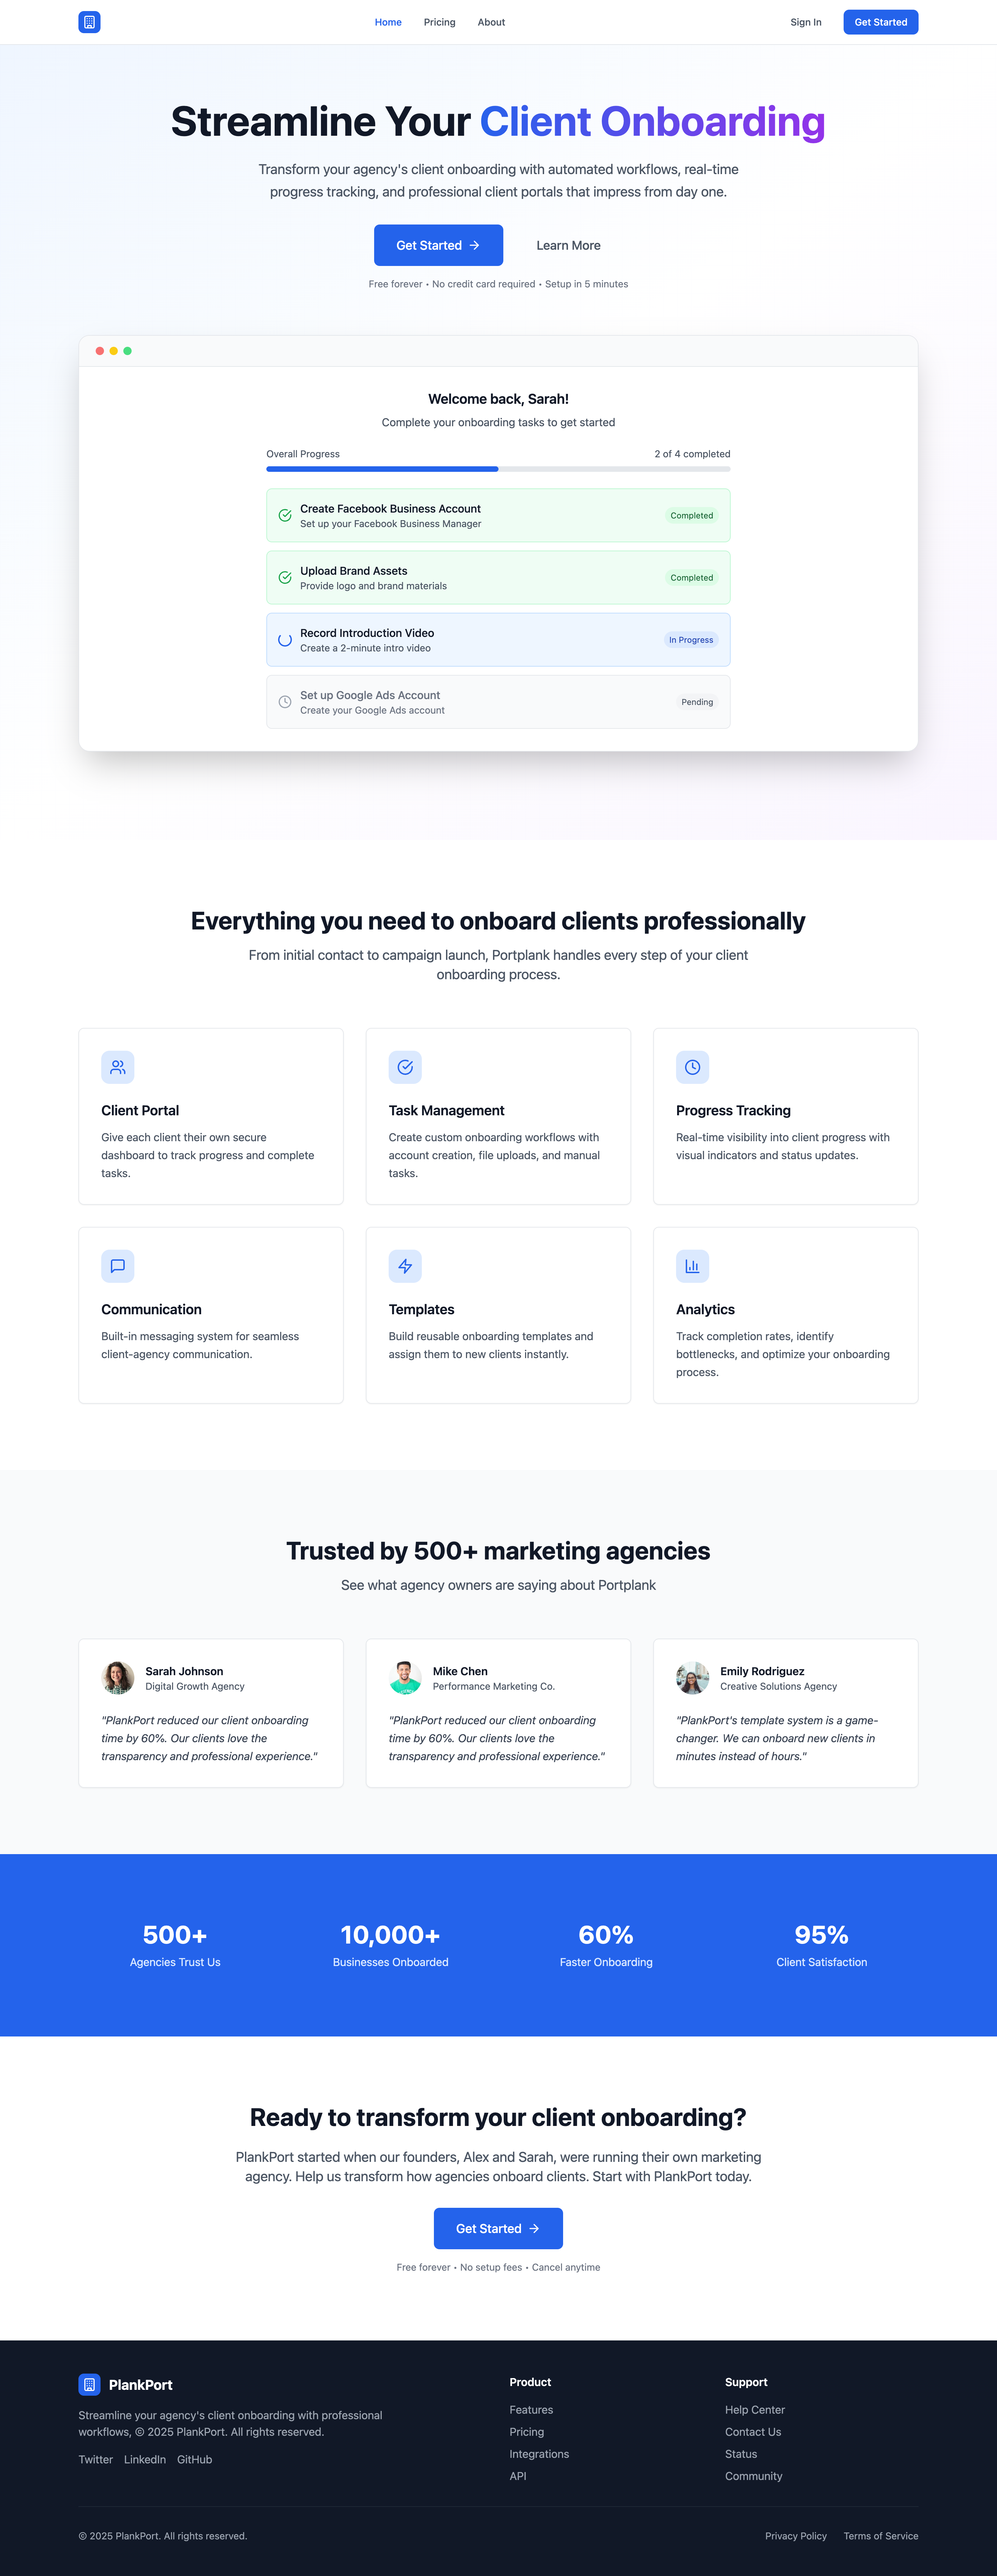 Home
Pricing
About
Sign In
Get Started
Streamline Your Client Onboarding
Transform your agency's client onboarding with automated workflows, real-time
progress tracking, and professional client portals that impress from day one.
Get Started →
Learn More
Free forever • No credit card required • Setup in 5 minutes
Welcome back, Sarah!
Complete your onboarding tasks to get started
Overall Progress
2 of 4 completed
Create Facebook Business Account
Set up your Facebook Business Manager
Completed
Upload Brand Assets
Provide logo and brand materials
Completed
Record Introduction Video
Create a 2-minute intro video
In Progress
Set up Google Ads Account
Create your Google Ads account
Pending
Everything you need to onboard clients professionally
From initial contact to campaign launch, Portplank handles every step of your client
onboarding process.
Client Portal
Give each client their own secure
dashboard to track progress and complete
tasks.
Task Management
Create custom onboarding workflows with
account creation, file uploads, and manual
tasks.
Progress Tracking
Real-time visibility into client progress with
visual indicators and status updates.
Communication
Built-in messaging system for seamless
client-agency communication.
Templates
Build reusable onboarding templates and
assign them to new clients instantly.
Analytics
Track completion rates, identify
bottlenecks, and optimize your onboarding
process.
Trusted by 500+ marketing agencies
See what agency owners are saying about Portplank
Sarah Johnson
Digital Growth Agency
"PlankPort reduced our client onboarding
time by 60%. Our clients love the
transparency and professional experience."
Mike Chen
Performance Marketing Co.
"PlankPort reduced our client onboarding
time by 60%. Our clients love the
transparency and professional experience."
Emily Rodriguez
Creative Solutions Agency
"PlankPort's template system is a game-
changer. We can onboard new clients in
minutes instead of hours."
500+
Agencies Trust Us
10,000+
Businesses Onboarded
60%
Faster Onboarding
95%
Client Satisfaction
Ready to transform your client onboarding?
PlankPort started when our founders, Alex and Sarah, were running their own marketing
agency. Help us transform how agencies onboard clients. Start with PlankPort today.
Get Started →
Free forever • No setup fees • Cancel anytime
PlankPort
Streamline your agency's client onboarding with professional
workflows, © 2025 PlankPort. All rights reserved.
Twitter
LinkedIn
GitHub
Product
Features
Pricing
Integrations
API
Support
Help Center
Contact Us
Status
Community
© 2025 PlankPort. All rights reserved.
Privacy Policy
Terms of Service